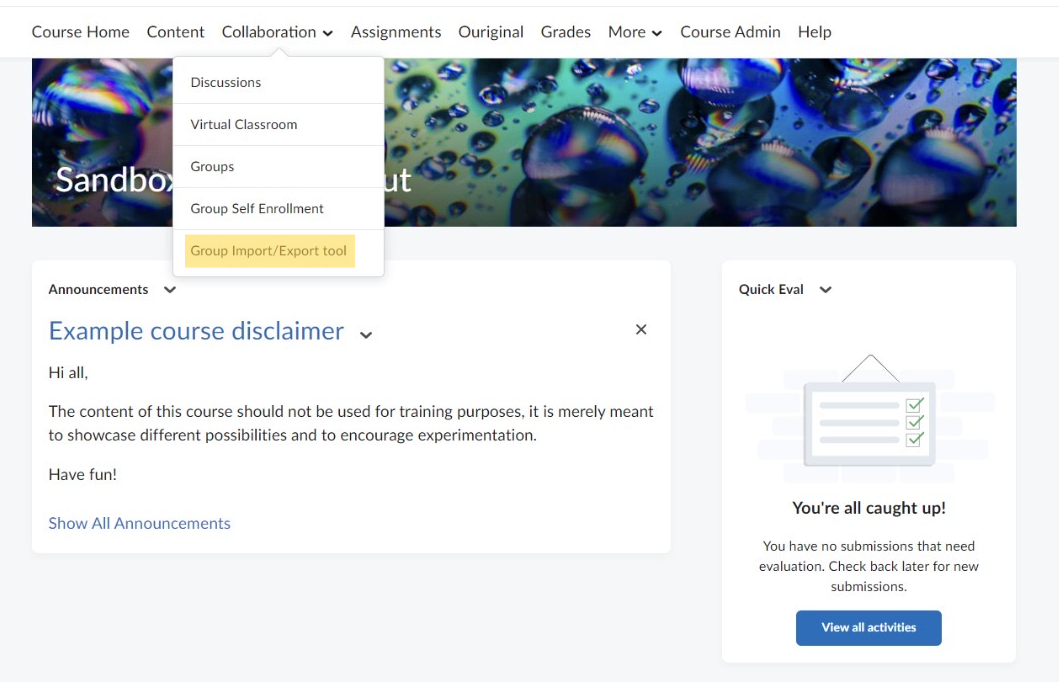 Course Home Content Collaboration Assignments Ouriginal Grades More Course Admin Help
Discussions
Virtual Classroom
Groups
Group Self Enrollment
Group Import/Export tool
Announcements
Example course disclaimer
Hi all,
The content of this course should not be used for training purposes, it is merely meant
to showcase different possibilities and to encourage experimentation.
Have fun!
Show All Announcements
Quick Eval
You're all caught up!
You have no submissions that need
evaluation. Check back later for new
submissions.
View all activities